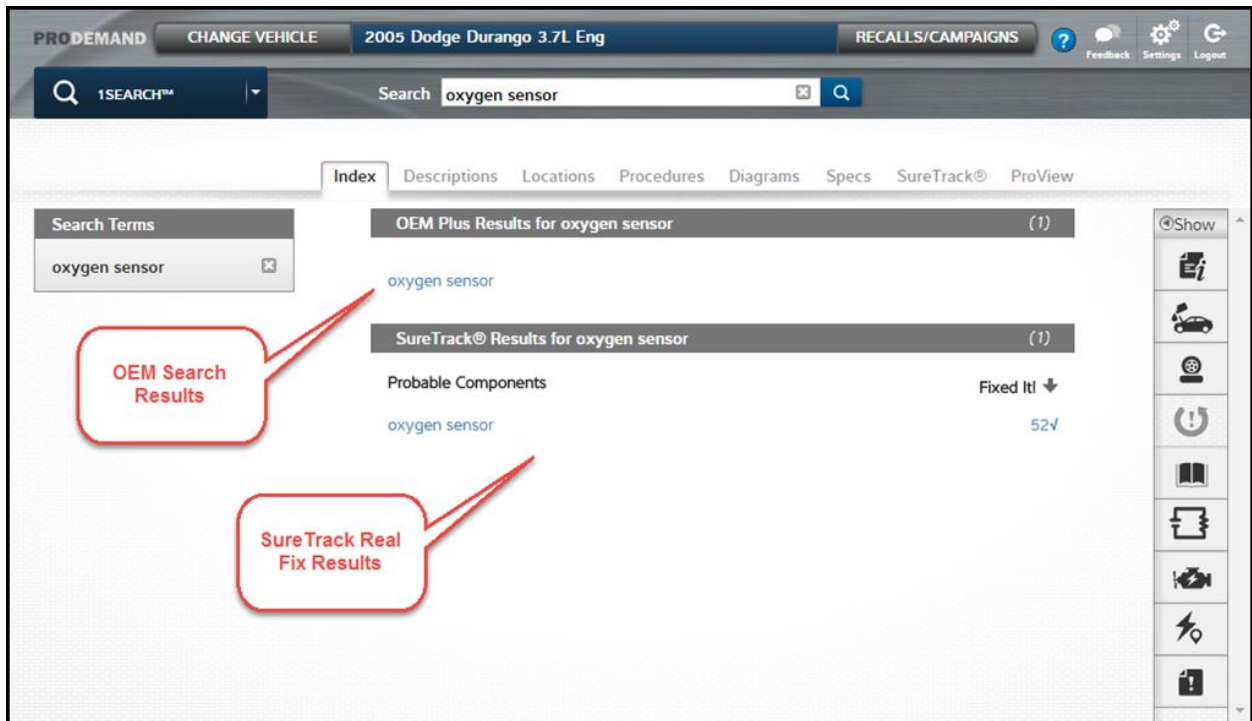 PRODEMAND CHANGE VEHICLE 2005 Dodge Durango 3.7L Eng RECALLS/CAMPAIGNS ? Feedback Settings Logout
1SEARCH™ Search oxygen sensor
Index Descriptions Locations Procedures Diagrams Specs SureTrack® ProView
Search Terms
oxygen sensor
OEM Plus Results for oxygen sensor (1)
oxygen sensor
SureTrack® Results for oxygen sensor (1)
Probable Components Fixed It!
oxygen sensor 52√
OEM Search
Results
SureTrack Real
Fix Results
Show